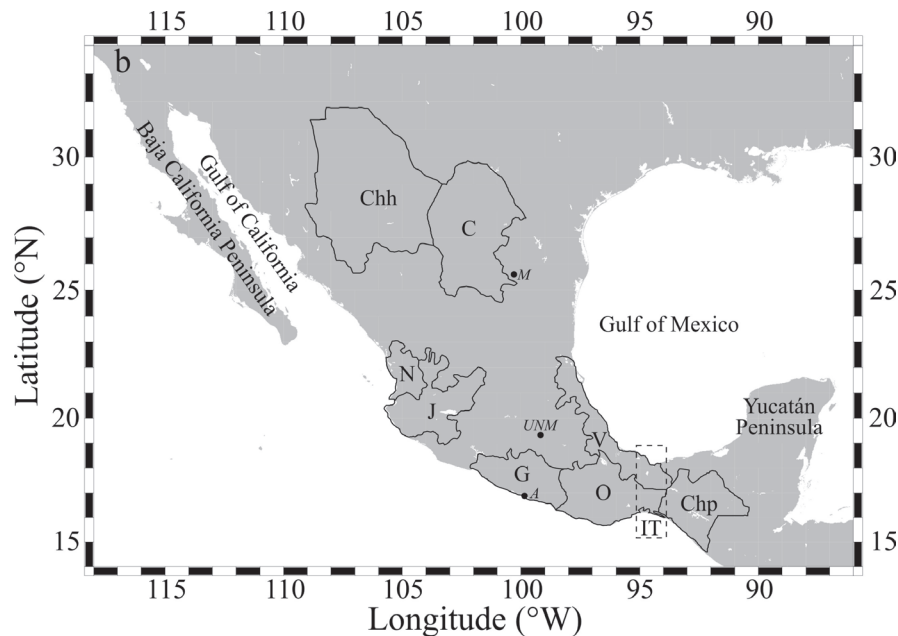 115 110 105 100 95 90
b
30 30
Baja California Peninsula
Gulf of California
Chh
C
M
25 25
Gulf of Mexico
N
J
20 20
Yucatán
Peninsula
UNM
V
G
A
O
Chp
IT
15 15
115 110 105 100 95 90
Latitude (°N)
Longitude (°W)